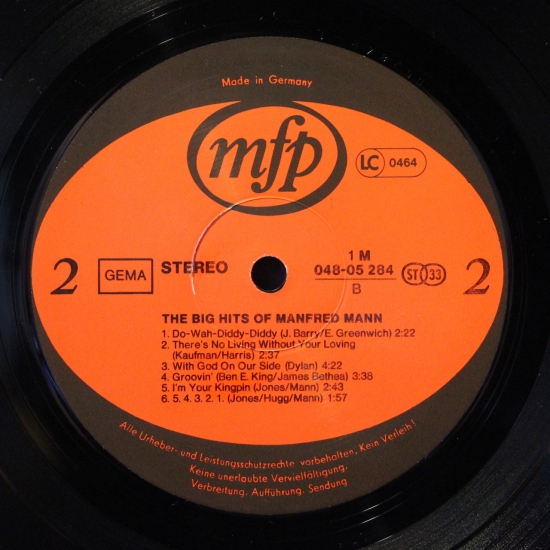 Made in Germany
mfp
LC 0464
2 GEMA STEREO
1 M
048-05 284
B
ST 33
2
THE BIG HITS OF MANFRED MANN
1. Do-Wah-Diddy-Diddy (J. Barry/E. Greenwich) 2:22
2. There's No Living Without Your Loving
(Kaufman/Harris) 2:37
3. With God On Our Side (Dylan) 4:22
4. Groovin' (Ben E. King/James Bethea) 3:38
5. I'm Your Kingpin (Jones/Mann) 2:43
6. 5. 4. 3. 2. 1. (Jones/Hugg/Mann) 1:57
Alle Urheber- und Leistungsschutzrechte vorbehalten. Kein Verleih!
Keine unerlaubte Vervielfältigung,
Verbreitung, Aufführung, Sendung